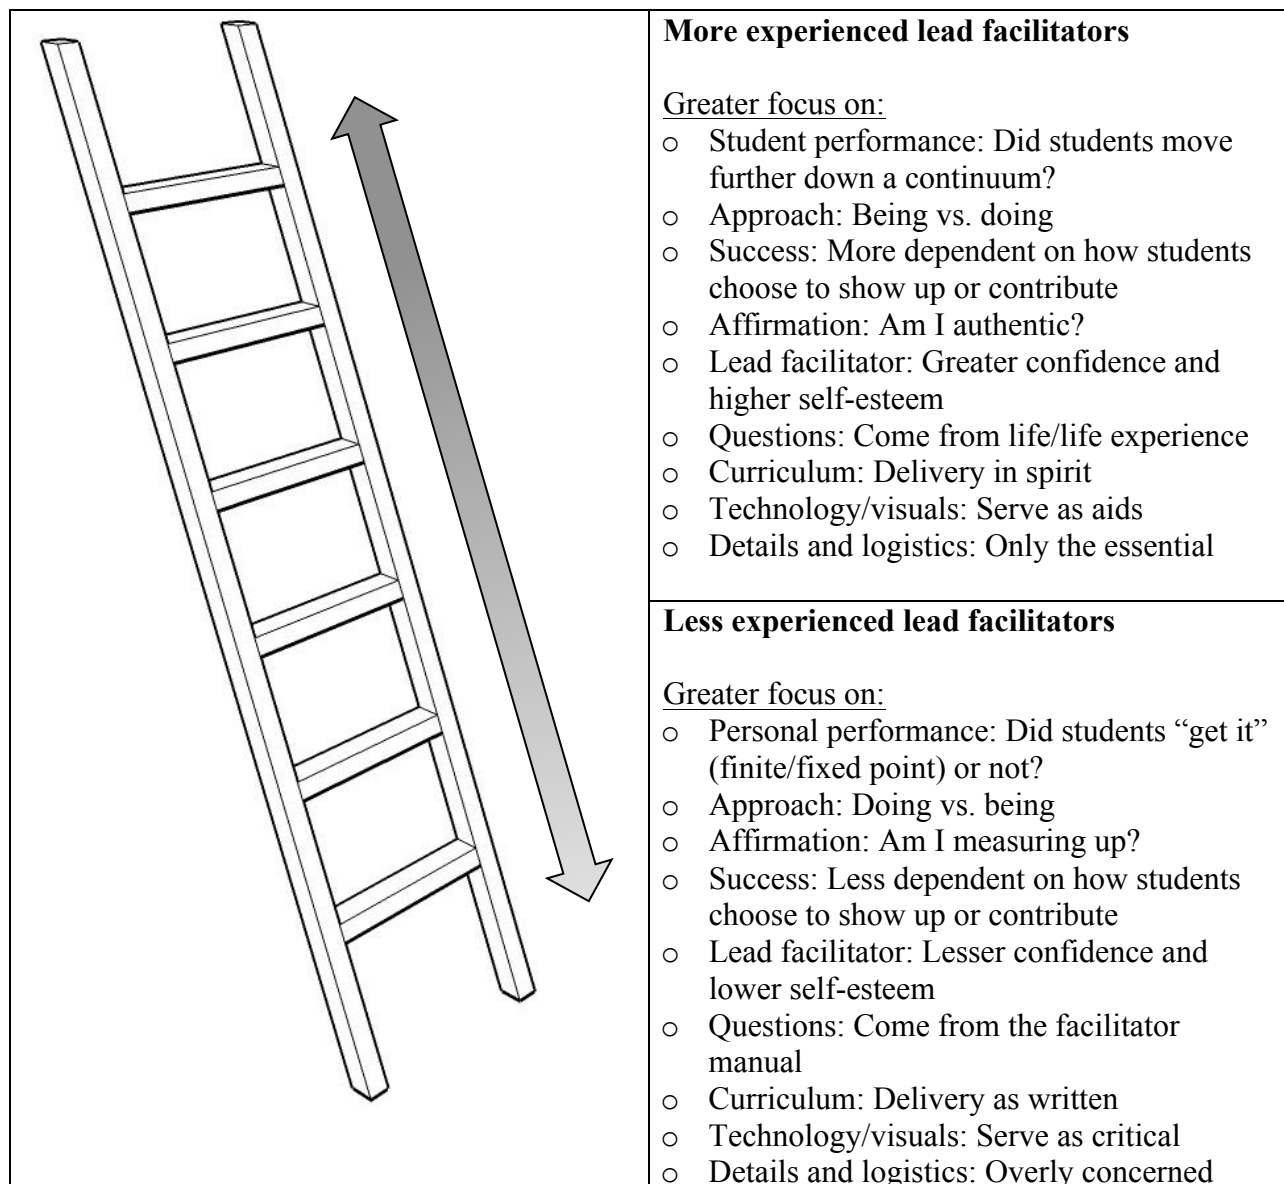 More experienced lead facilitators
Greater focus on:
o Student performance: Did students move
further down a continuum?
o Approach: Being vs. doing
o Success: More dependent on how students
choose to show up or contribute
o Affirmation: Am I authentic?
o Lead facilitator: Greater confidence and
higher self-esteem
o Questions: Come from life/life experience
o Curriculum: Delivery in spirit
o Technology/visuals: Serve as aids
o Details and logistics: Only the essential
Less experienced lead facilitators
Greater focus on:
o Personal performance: Did students “get it”
(finite/fixed point) or not?
o Approach: Doing vs. being
o Affirmation: Am I measuring up?
o Success: Less dependent on how students
choose to show up or contribute
o Lead facilitator: Lesser confidence and
lower self-esteem
o Questions: Come from the facilitator
manual
o Curriculum: Delivery as written
o Technology/visuals: Serve as critical
o Details and logistics: Overly concerned